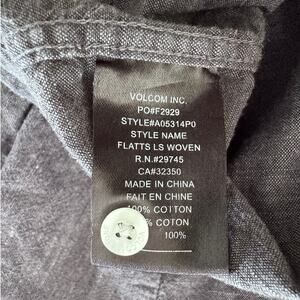 VOLCOM INC.
PO#F2929
STYLE#A05314P0
STYLE NAME
FLATTS LS WOVEN
R.N.#29745
CA#32350
MADE IN CHINA
FAIT EN CHINE
100% COTTON
% COTON
100%